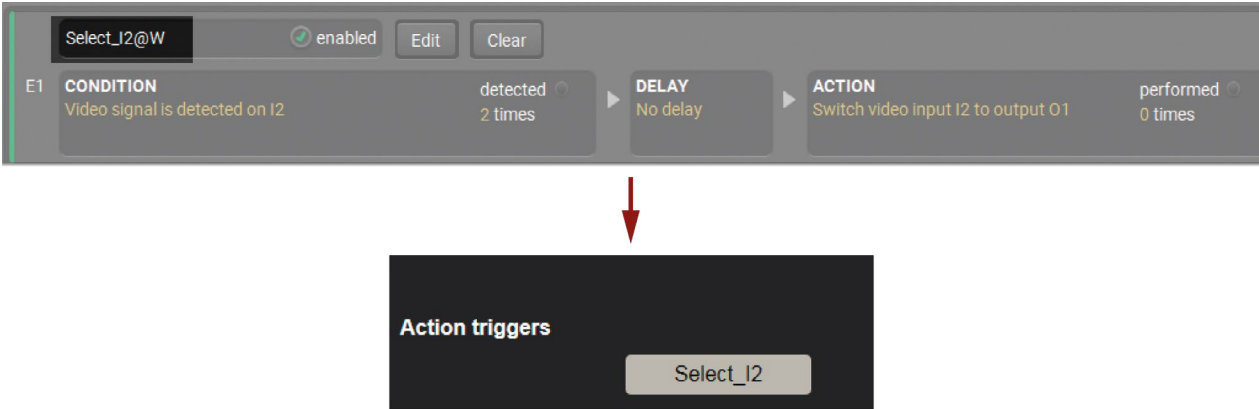 Select_I2@W enabled Edit Clear
E1 CONDITION detected DELAY ACTION performed
Video signal is detected on I2 2 times No delay Switch video input I2 to output O1 0 times
Action triggers
Select_I2